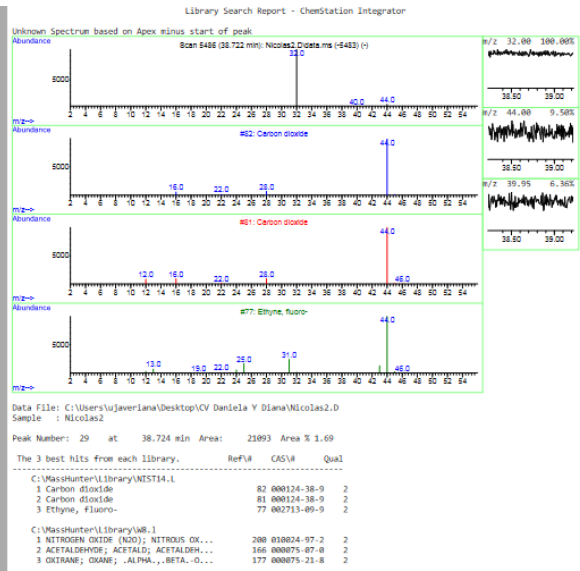 Library Search Report - ChemStation Integrator
Unknown Spectrum based on Apex minus start of peak
Abundance
Scan 5486 (38.722 min): Nicolas2.D\data.ms (-5483) (-)
32.0
5000
40.0 44.0
2 4 6 8 10 12 14 16 18 20 22 24 26 28 30 32 34 36 38 40 42 44 46 48 50 52 54
m/z-->
m/z 32.00 100.00%
38.50 39.00
Abundance
#82: Carbon dioxide
44.0
5000
16.0 22.0 28.0
2 4 6 8 10 12 14 16 18 20 22 24 26 28 30 32 34 36 38 40 42 44 46 48 50 52 54
m/z-->
m/z 44.00 9.50%
38.50 39.00
m/z 39.95 6.36%
38.50 39.00
Abundance
#81: Carbon dioxide
44.0
5000
12.0 16.0 22.0 28.0 46.0
2 4 6 8 10 12 14 16 18 20 22 24 26 28 30 32 34 36 38 40 42 44 46 48 50 52 54
m/z-->
Abundance
#77: Ethyne, fluoro-
44.0
5000
13.0 19.0 22.0 25.0 31.0 46.0
2 4 6 8 10 12 14 16 18 20 22 24 26 28 30 32 34 36 38 40 42 44 46 48 50 52 54
m/z-->
Data File: C:\Users\ujaveriana\Desktop\CV Daniela Y Diana\Nicolas2.D
Sample : Nicolas2
Peak Number: 29 at 38.724 min Area: 21093 Area % 1.69
The 3 best hits from each library. Ref\# CAS\# Qual
C:\MassHunter\Library\NIST14.L
1 Carbon dioxide 82 000124-38-9 2
2 Carbon dioxide 81 000124-38-9 2
3 Ethyne, fluoro- 77 002713-09-9 2
C:\MassHunter\Library\W8.l
1 NITROGEN OXIDE (N2O); NITROUS OX... 200 010024-97-2 2
2 ACETALDEHYDE; ACETALD; ACETALDEH... 166 000075-07-0 2
3 OXIRANE; OXANE; .ALPHA.,.BETA.-O... 177 000075-21-8 2